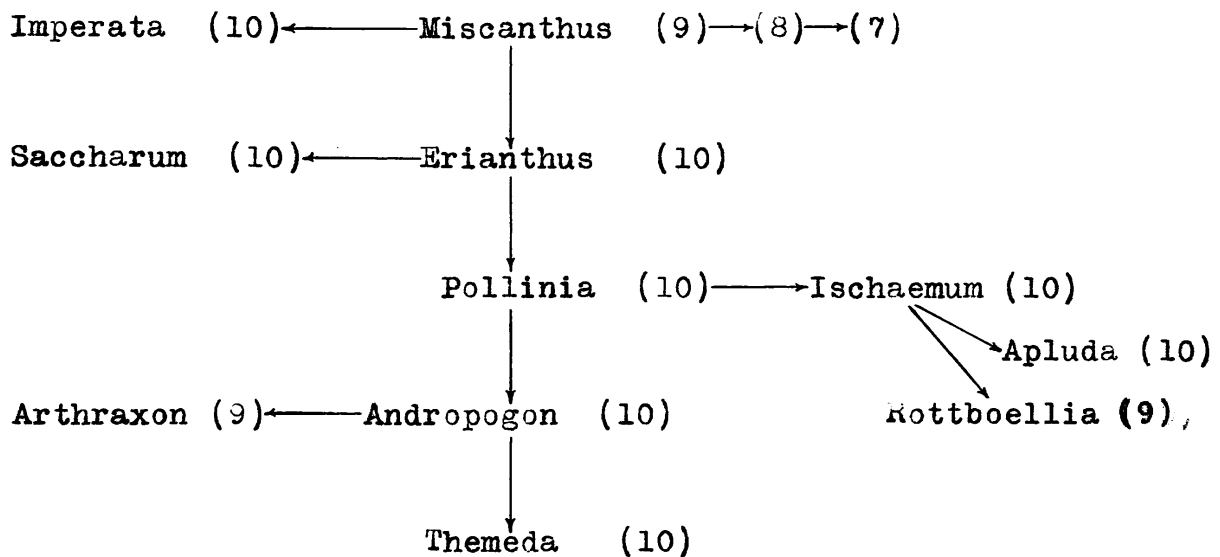 Imperata (10) Miscanthus (9) (8) (7)
Saccharum (10) Erianthus (10)
Pollinia (10) Ischaemum (10)
Apluda (10)
Arthraxon (9) Andropogon (10) Rottboellia (9),
Themeda (10)